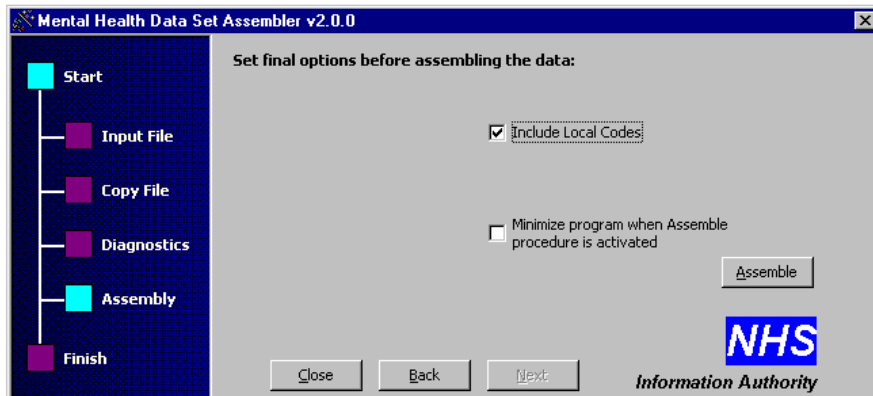 Mental Health Data Set Assembler v2.0.0
Start
Input File
Copy File
Diagnostics
Assembly
Finish
Set final options before assembling the data:
Include Local Codes
Minimize program when Assemble
procedure is activated
Assemble
Close
Back
Next
NHS
Information Authority